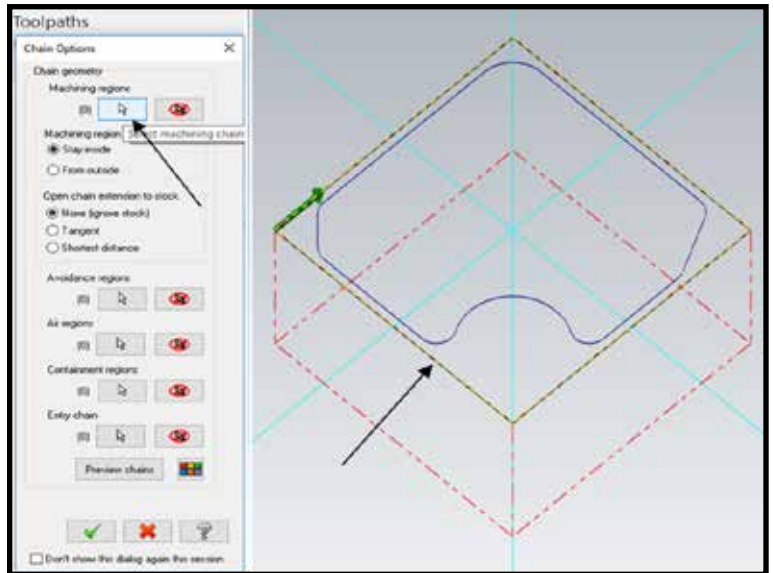 Toolpaths
Chain Options
Chain geometry
Machining regions
(0)
Machining region Select machining chain
Stay inside
From outside
Open chain extension to stock
None (ignore stock)
Tangent
Shortest distance
Avoidance regions
(0)
Air regions
(0)
Containment regions
(0)
Entry chain
(0)
Preview chains
Don't show this dialog again this session